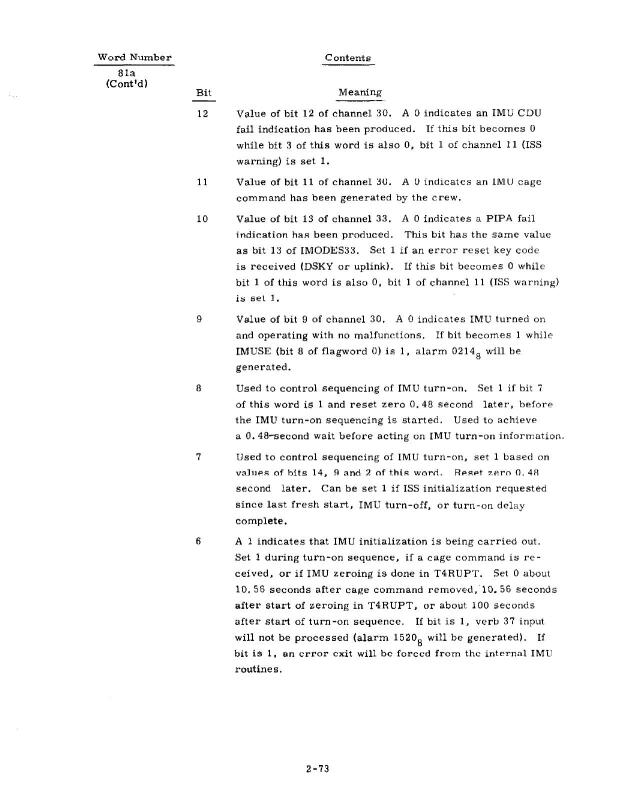 Word Number Contents
81a
(Cont'd)
Bit Meaning
12 Value of bit 12 of channel 30. A 0 indicates an IMU CDU
fail indication has been produced. If this bit becomes 0
while bit 3 of this word is also 0, bit 1 of channel 11 (ISS
warning) is set 1.
11 Value of bit 11 of channel 30. A 0 indicates an IMU cage
command has been generated by the crew.
10 Value of bit 13 of channel 33. A 0 indicates a PIPA fail
indication has been produced. This bit has the same value
as bit 13 of IMODES33. Set 1 if an error reset key code
is received (DSKY or uplink). If this bit becomes 0 while
bit 1 of this word is also 0, bit 1 of channel 11 (ISS warning)
is set 1.
9 Value of bit 9 of channel 30. A 0 indicates IMU turned on
and operating with no malfunctions. If bit becomes 1 while
IMUSE (bit 8 of flagword 0) is 1, alarm 0214₈ will be
generated.
8 Used to control sequencing of IMU turn-on. Set 1 if bit 7
of this word is 1 and reset zero 0.48 second later, before
the IMU turn-on sequencing is started. Used to achieve
a 0.48-second wait before acting on IMU turn-on information.
7 Used to control sequencing of IMU turn-on, set 1 based on
values of bits 14, 9 and 2 of this word. Reset zero 0.48
second later. Can be set 1 if ISS initialization requested
since last fresh start, IMU turn-off, or turn-on delay
complete.
6 A 1 indicates that IMU initialization is being carried out.
Set 1 during turn-on sequence, if a cage command is re-
ceived, or if IMU zeroing is done in T4RUPT. Set 0 about
10.56 seconds after cage command removed, 10.56 seconds
after start of zeroing in T4RUPT, or about 100 seconds
after start of turn-on sequence. If bit is 1, verb 37 input
will not be processed (alarm 1520₈ will be generated). If
bit is 1, an error exit will be forced from the internal IMU
routines.
2-73